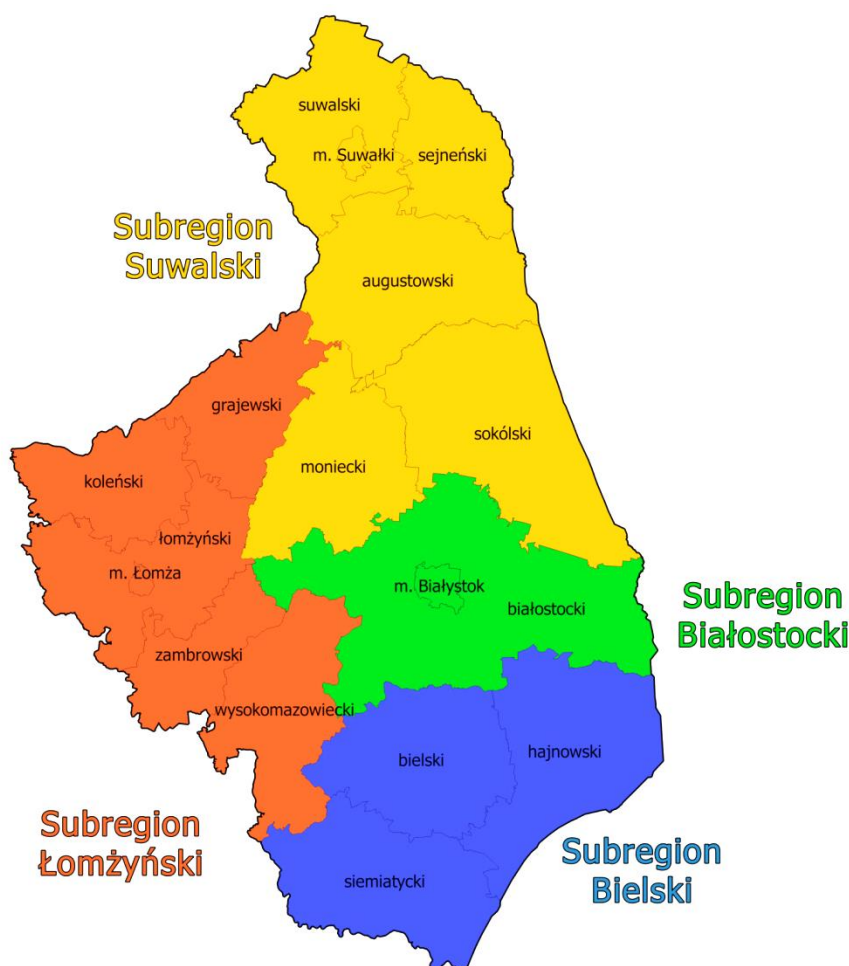 suwalski
m. Suwałki
sejneński
Subregion
Suwalski
augustowski
grajewski
sokólski
moniecki
koleński
łomżyński
m. Łomża
m. Białystok
białostocki
Subregion
Białostocki
zambrowski
wysokomazowiecki
bielski
hajnowski
Subregion
Łomżyński
Subregion
Bielski
siemiatycki